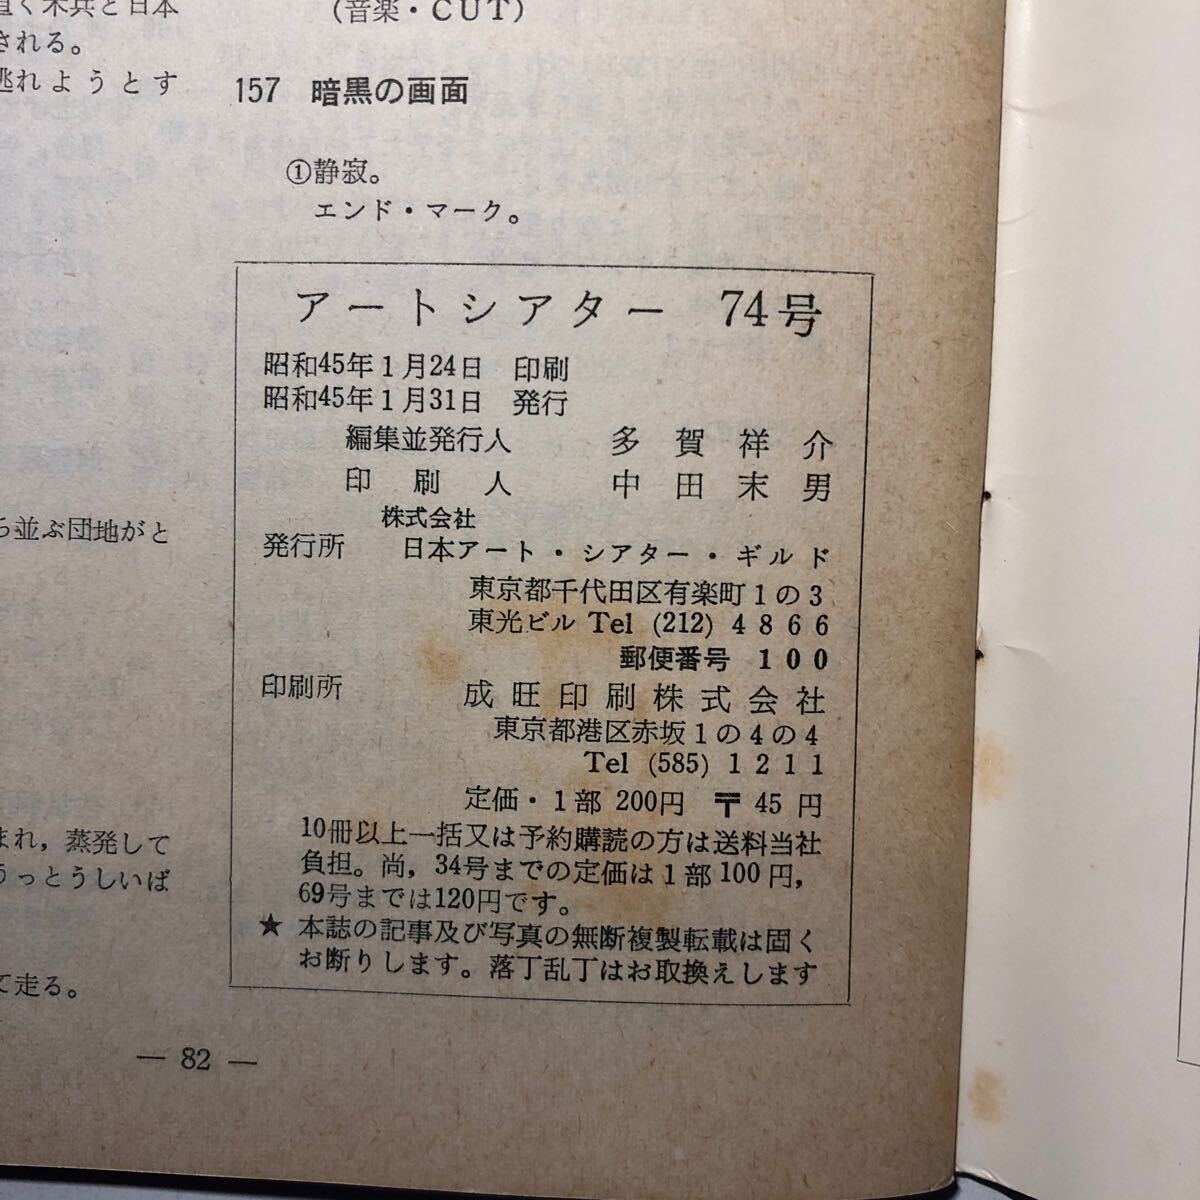 直く米兵と日本
される。
逃れようとす
ち並ぶ団地がと
まれ，蒸発して
うっとうしいば
て走る。
(音楽・CUT)
157 暗黒の画面
①静寂。
エンド・マーク。
アートシアター 74号
昭和45年1月24日 印刷
昭和45年1月31日 発行
編集並発行人 多賀祥介
印刷人 中田末男
株式会社
発行所 日本アート・シアター・ギルド
東京都千代田区有楽町1の3
東光ビル Tel (212) 4866
郵便番号 100
印刷所 成旺印刷株式会社
東京都港区赤坂1の4の4
Tel (585) 1211
定価・1部 200円 〒45円
10冊以上一括又は予約購読の方は送料当社
負担。尚，34号までの定価は1部100円，
69号までは120円です。
★ 本誌の記事及び写真の無断複製転載は固く
お断りします。落丁乱丁はお取換えします
— 82 —